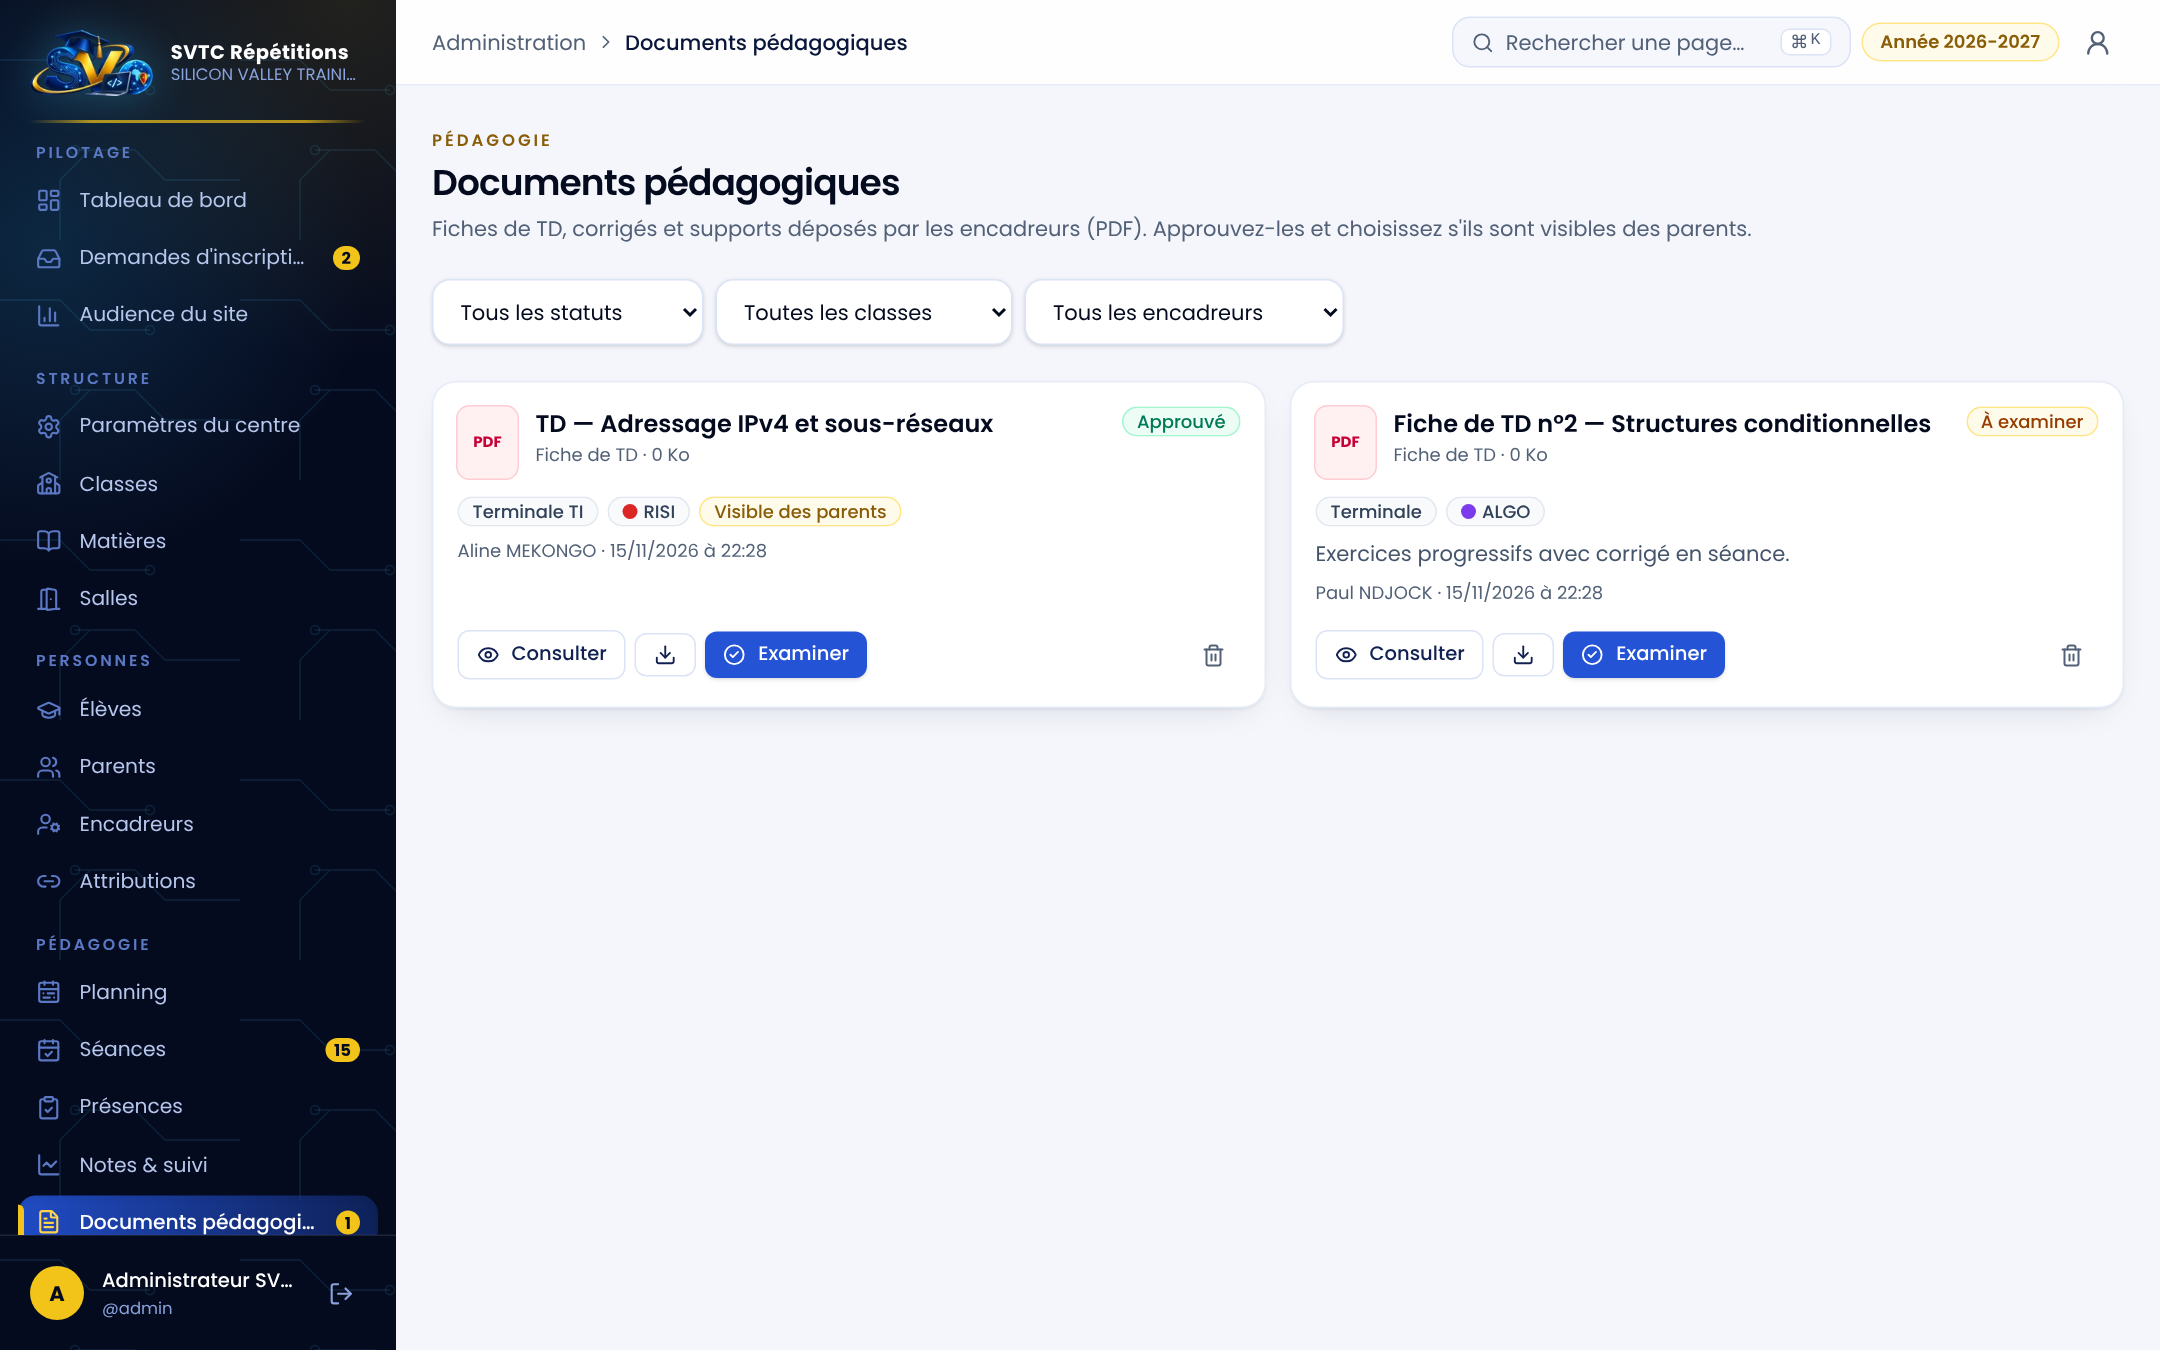 SVTC Répétitions
SILICON VALLEY TRAINI...
PILOTAGE
Tableau de bord
Demandes d'inscripti... 2
Audience du site
STRUCTURE
Paramètres du centre
Classes
Matières
Salles
PERSONNES
Élèves
Parents
Encadreurs
Attributions
PÉDAGOGIE
Planning
Séances 15
Présences
Notes & suivi
Documents pédagogi... 1
A
Administrateur SV...
@admin
Administration > Documents pédagogiques
Rechercher une page... ⌘ K
Année 2026-2027
PÉDAGOGIE
Documents pédagogiques
Fiches de TD, corrigés et supports déposés par les encadreurs (PDF). Approuvez-les et choisissez s'ils sont visibles des parents.
Tous les statuts
Toutes les classes
Tous les encadreurs
PDF
TD — Adressage IPv4 et sous-réseaux
Approuvé
Fiche de TD · 0 Ko
Terminale TI
RISI
Visible des parents
Aline MEKONGO · 15/11/2026 à 22:28
Consulter
Examiner
PDF
Fiche de TD n°2 — Structures conditionnelles
À examiner
Fiche de TD · 0 Ko
Terminale
ALGO
Exercices progressifs avec corrigé en séance.
Paul NDJOCK · 15/11/2026 à 22:28
Consulter
Examiner